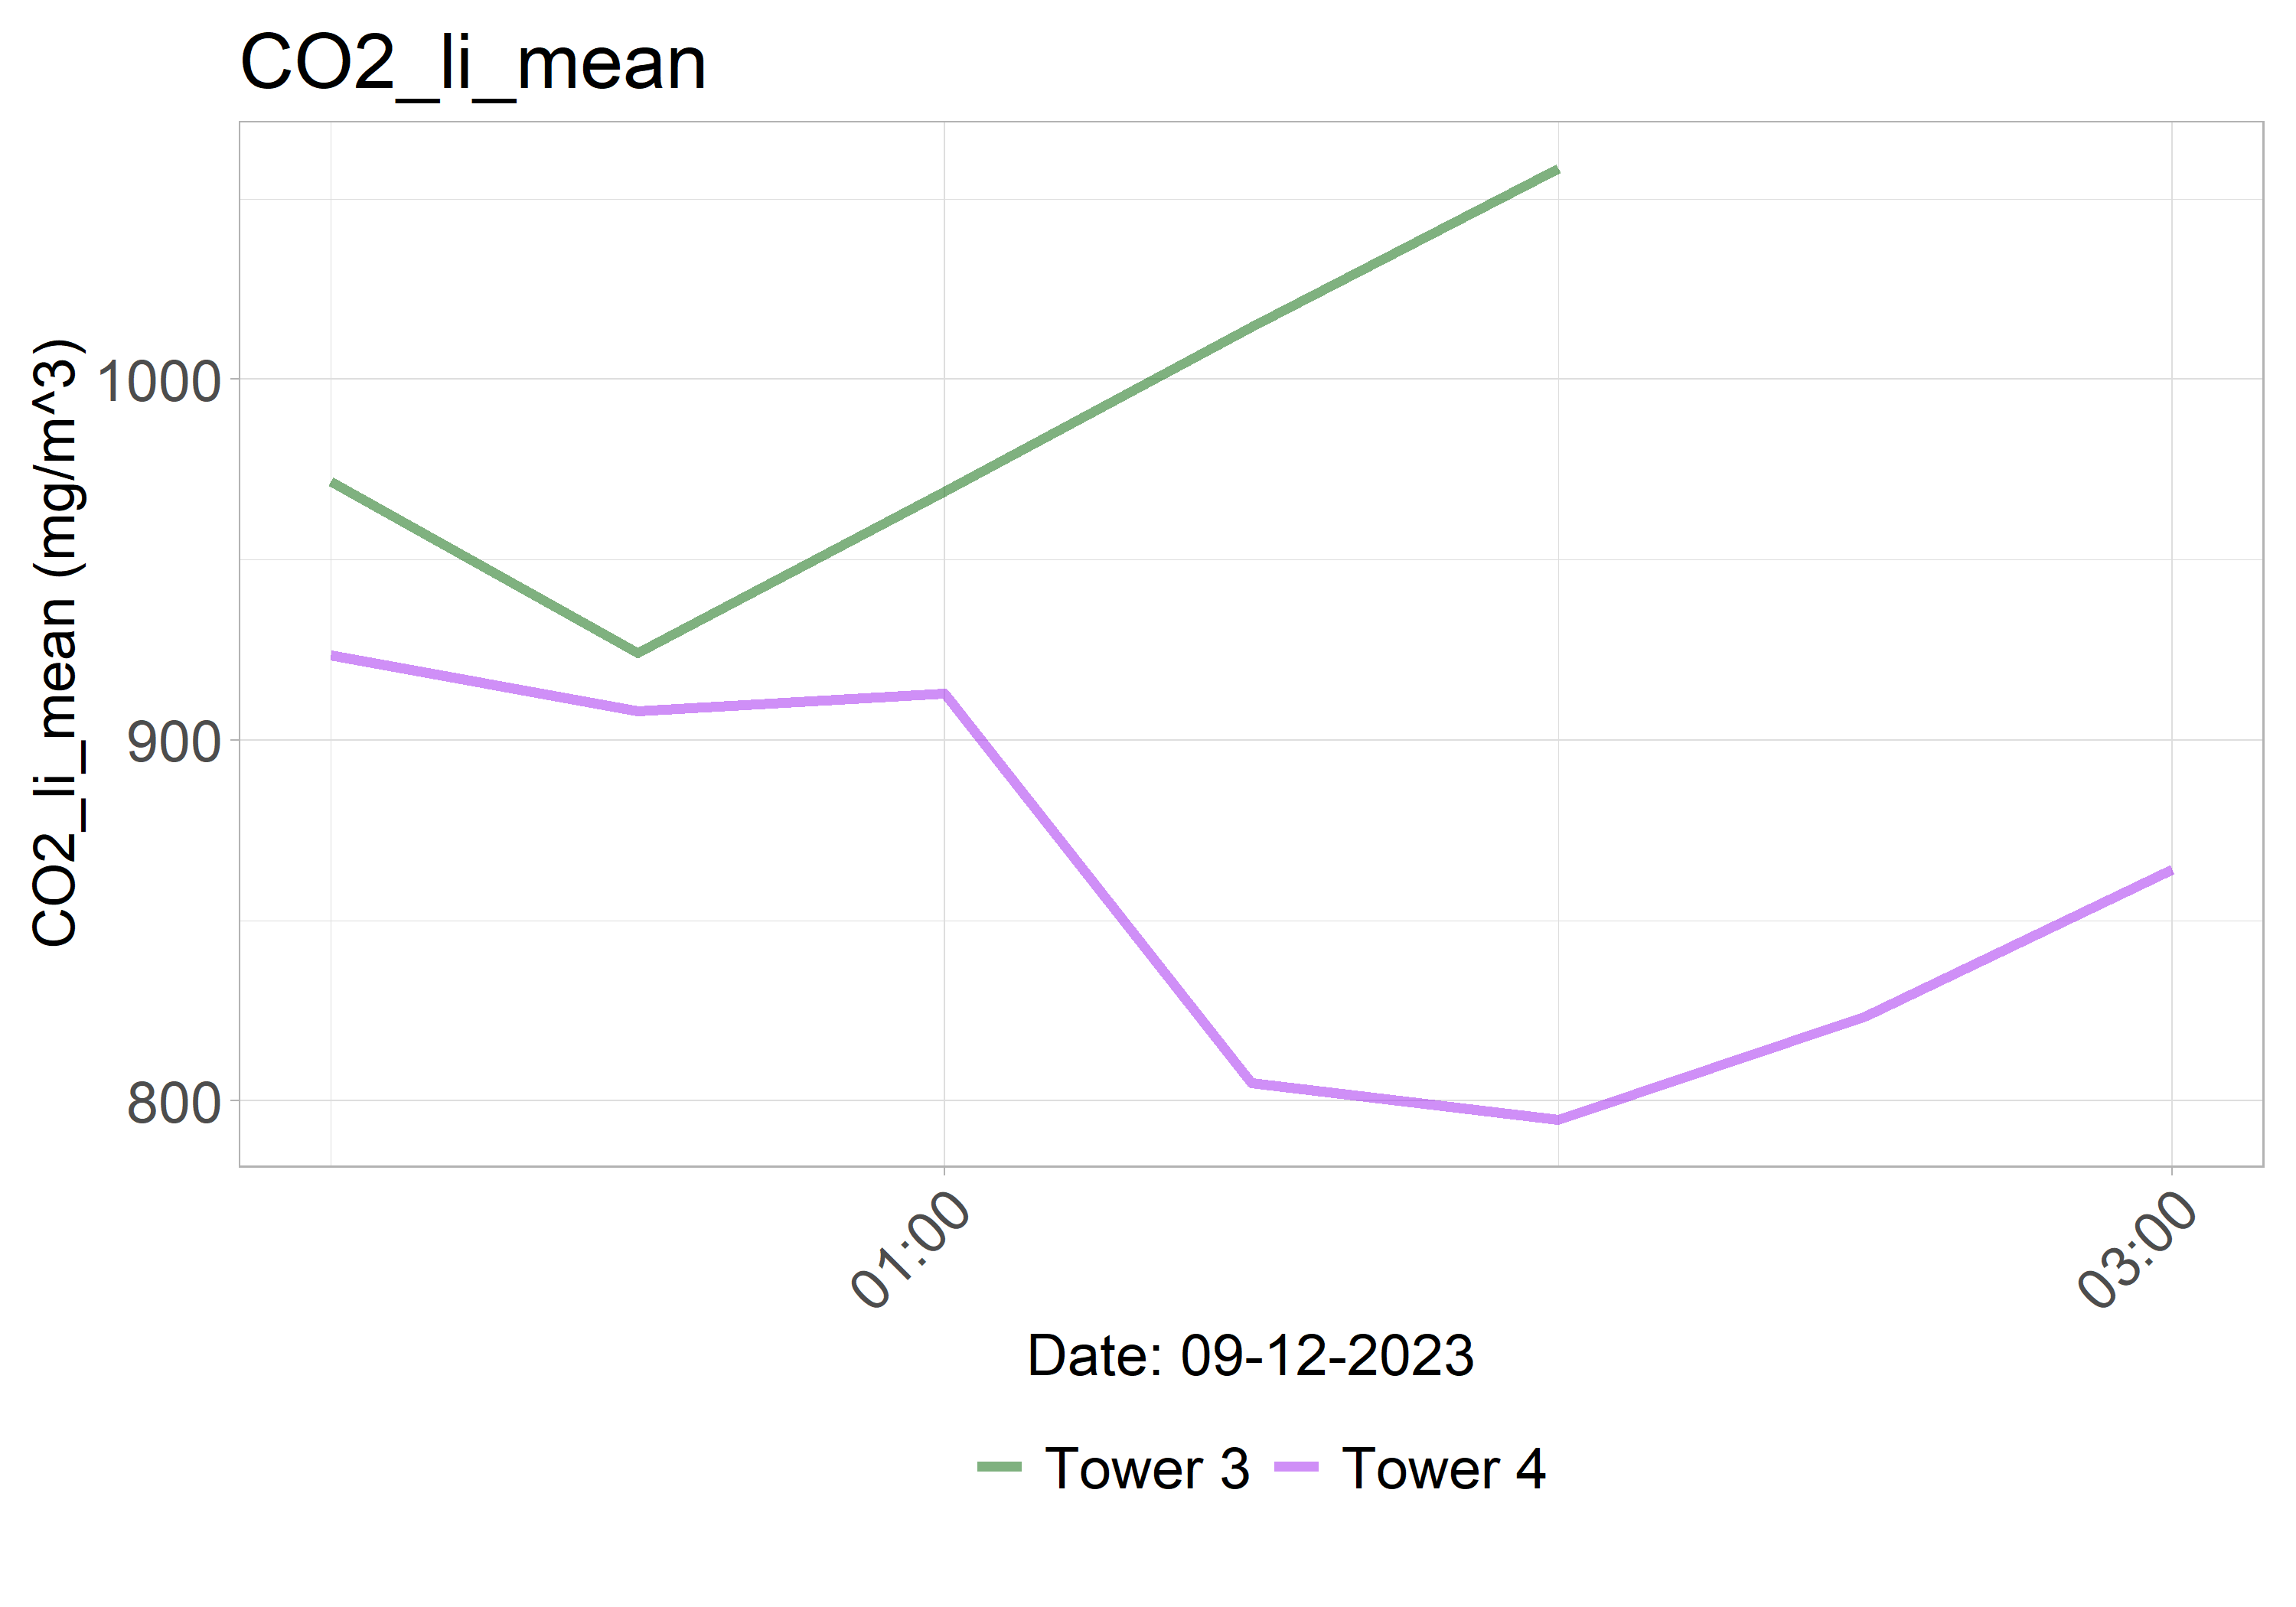 CO2_li_mean
CO2_li_mean (mg/m^3)
1000
900
800
01:00
03:00
Date: 09-12-2023
Tower 3
Tower 4